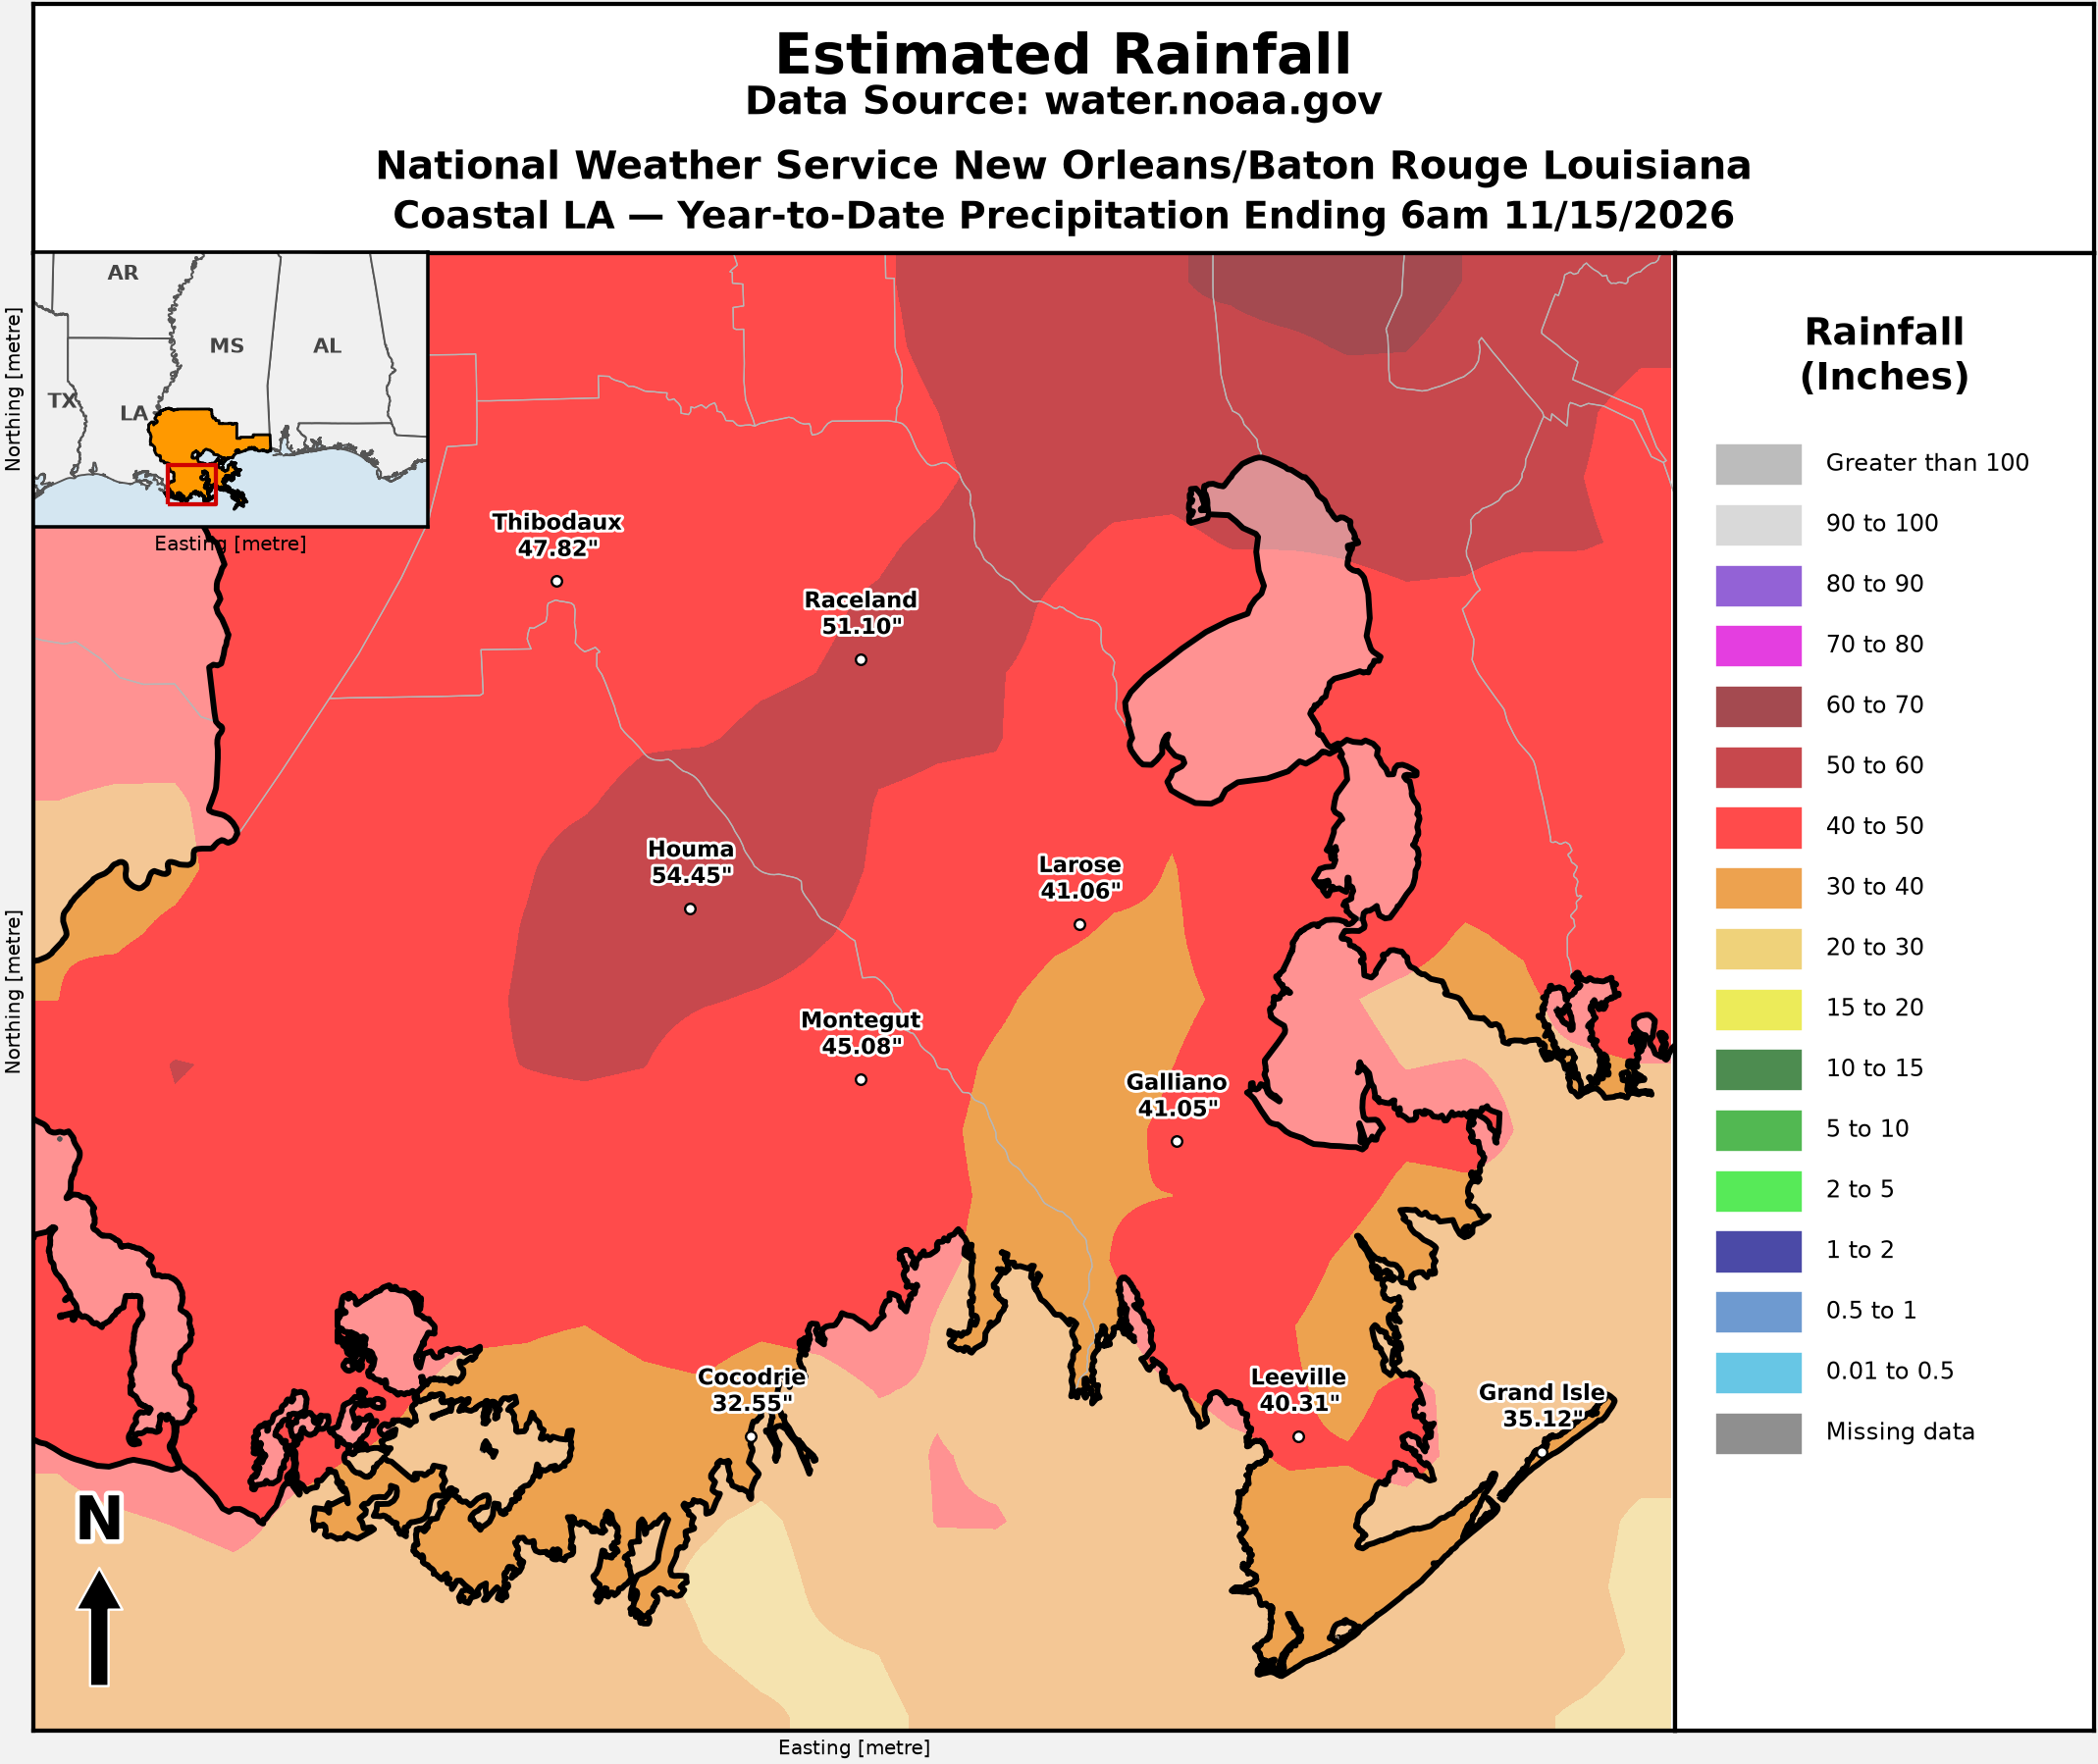 Estimated Rainfall
Data Source: water.noaa.gov
National Weather Service New Orleans/Baton Rouge Louisiana
Coastal LA — Year-to-Date Precipitation Ending 6am 11/15/2026
Northing [metre]
AR
MS
AL
TX
LA
Easting [metre]
Thibodaux
47.82"
Raceland
51.10"
Houma
54.45"
Larose
41.06"
Northing [metre]
Montegut
45.08"
Galliano
41.05"
Cocodrie
32.55"
Leeville
40.31"
Grand Isle
35.12"
N
Easting [metre]
Rainfall
(Inches)
Greater than 100
90 to 100
80 to 90
70 to 80
60 to 70
50 to 60
40 to 50
30 to 40
20 to 30
15 to 20
10 to 15
5 to 10
2 to 5
1 to 2
0.5 to 1
0.01 to 0.5
Missing data